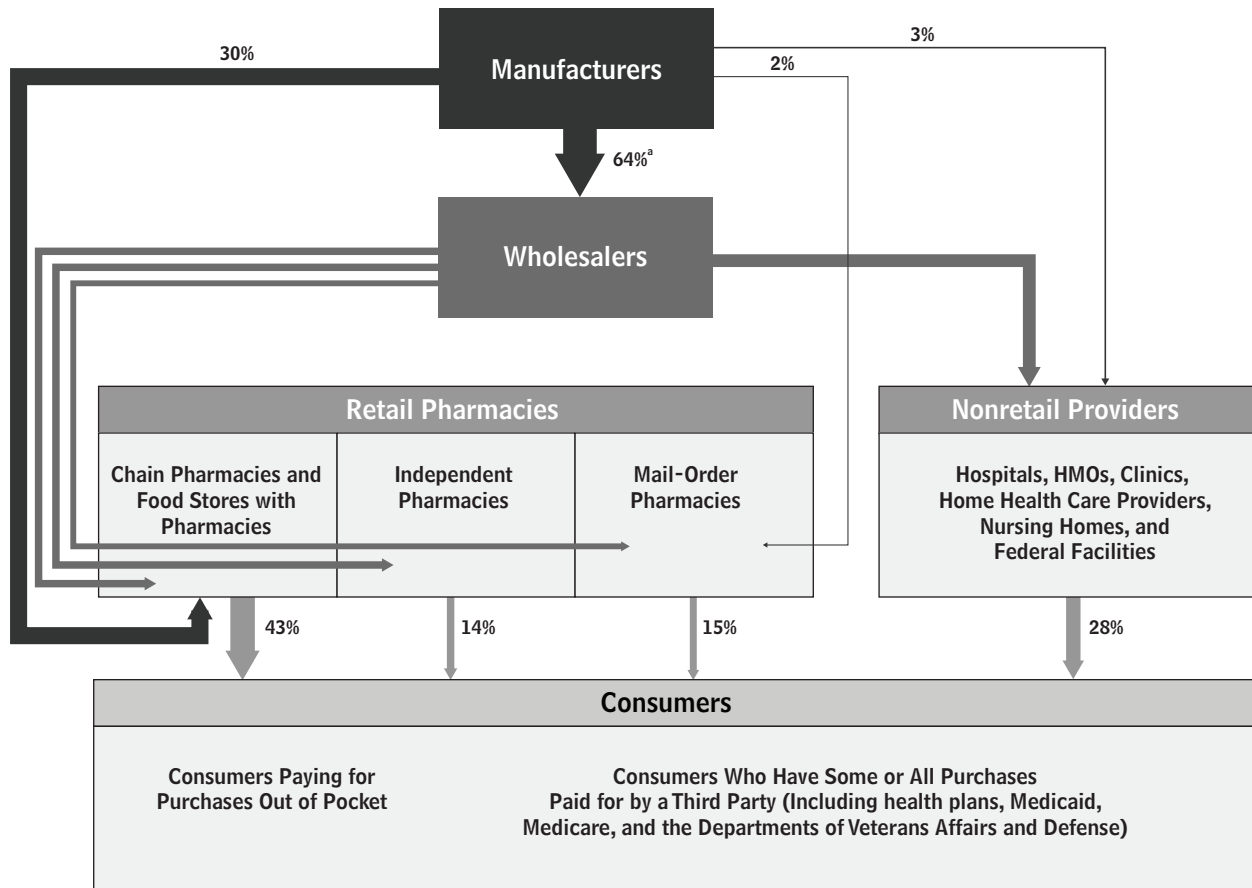 30%
Manufacturers
3%
2%
64%a
Wholesalers
Retail Pharmacies
Chain Pharmacies and
Food Stores with
Pharmacies
Independent
Pharmacies
Mail-Order
Pharmacies
Nonretail Providers
Hospitals, HMOs, Clinics,
Home Health Care Providers,
Nursing Homes, and
Federal Facilities
43%
14%
15%
28%
Consumers
Consumers Paying for
Purchases Out of Pocket
Consumers Who Have Some or All Purchases
Paid for by a Third Party (Including health plans, Medicaid,
Medicare, and the Departments of Veterans Affairs and Defense)